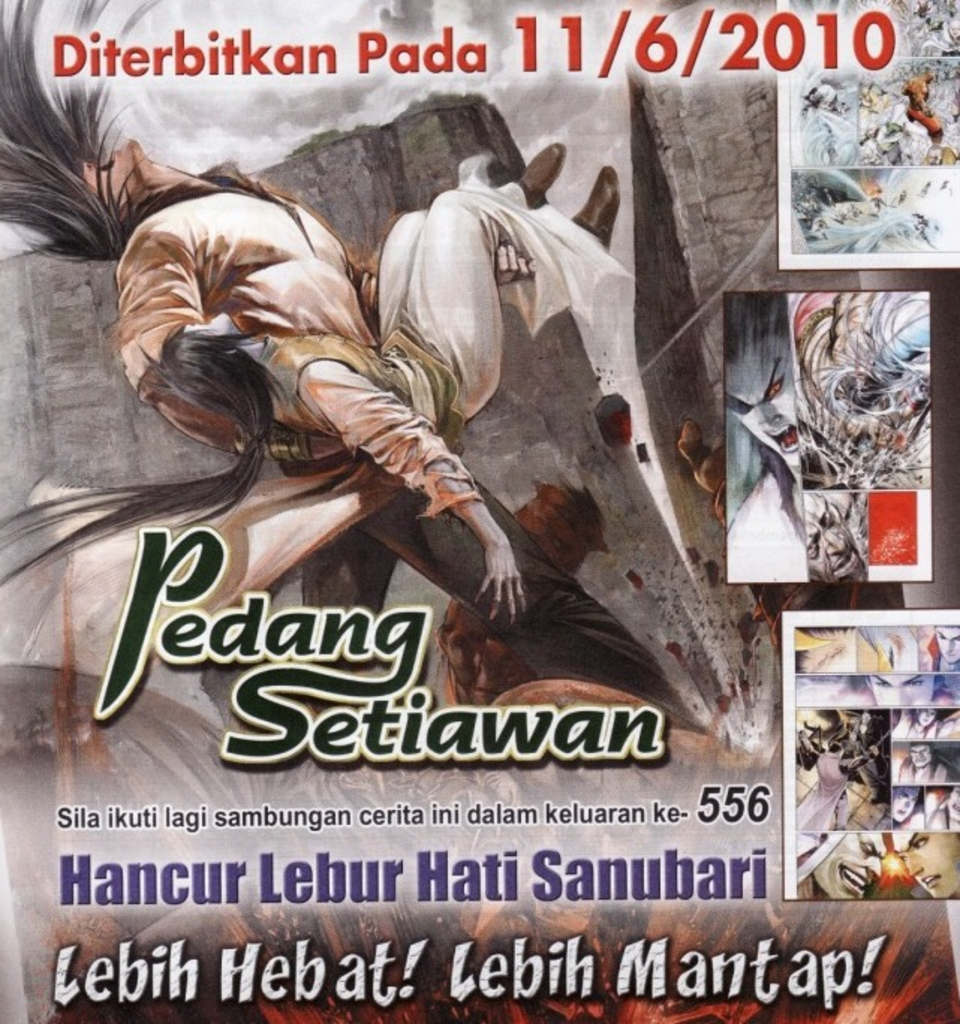 Diterbitkan Pada 11/6/2010
Pedang
Setiawan
Sila ikuti lagi sambungan cerita ini dalam keluaran ke- 556
Hancur Lebur Hati Sanubari
Lebih Hebat! Lebih Mantap!